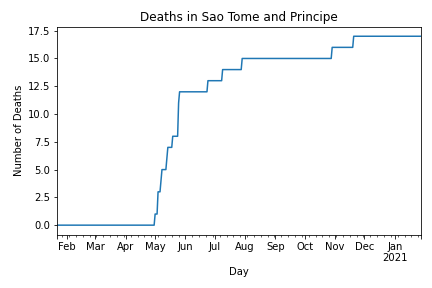 Deaths in Sao Tome and Principe
17.5
15.0
12.5
10.0
7.5
5.0
2.5
0.0
Number of Deaths
Feb Mar Apr May Jun Jul Aug Sep Oct Nov Dec Jan
2021
Day